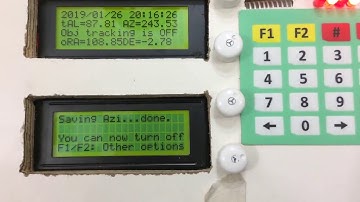 2019/01/26 20:16:26
tAL=87.81 AZ=243.53
Obj tracking is OFF
oRA=108.85DE=-2.78
Saving Azi...done.
You can now turn off
F1/F2: Other options
F1 F2 #
1 2 3
4 5 6
7 8 9
← 0 →